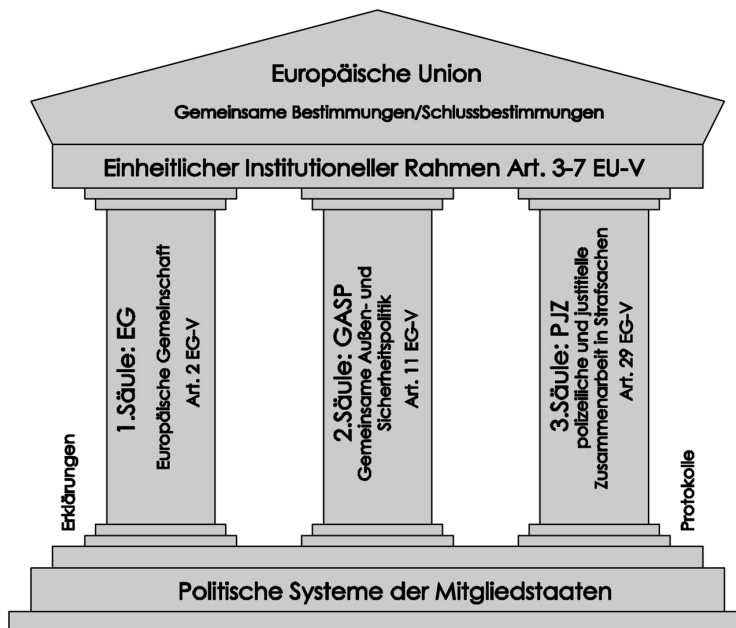 Europäische Union
Gemeinsame Bestimmungen/Schlussbestimmungen
Einheitlicher Institutioneller Rahmen Art. 3-7 EU-V
Erklärungen
1.Säule: EG
Europäische Gemeinschaft
Art. 2 EG-V
2.Säule: GASP
Gemeinsame Außen- und
Sicherheitspolitik
Art. 11 EG-V
3.Säule: PJZ
polizeiliche und justitielle
Zusammenarbeit in Strafsachen
Art. 29 EG-V
Protokolle
Politische Systeme der Mitgliedstaaten